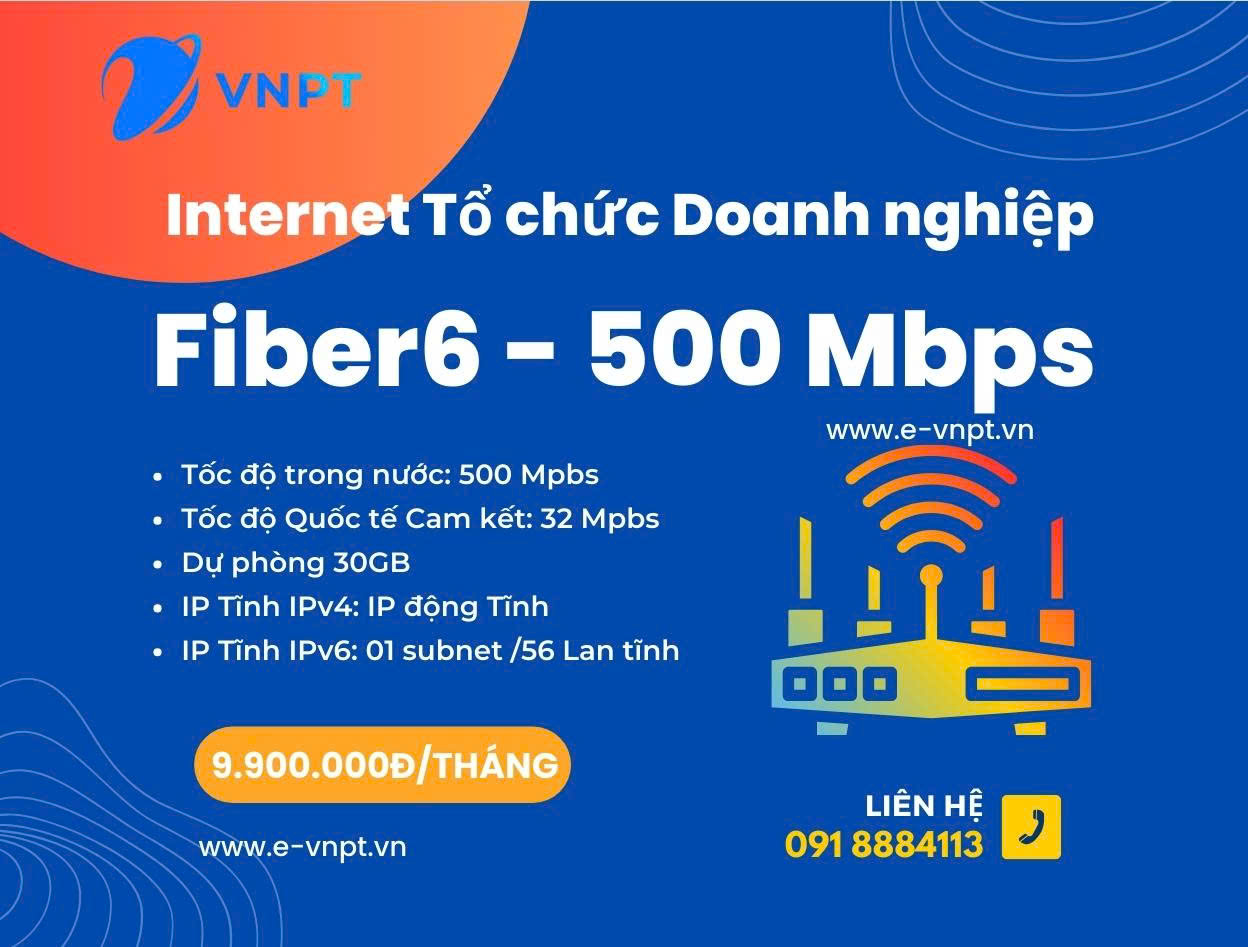 VNPT
Internet Tổ chức Doanh nghiệp
Fiber6 - 500 Mbps
www.e-vnpt.vn
• Tốc độ trong nước: 500 Mpbs
• Tốc độ Quốc tế Cam kết: 32 Mpbs
• Dự phòng 30GB
• IP Tĩnh IPv4: IP động Tĩnh
• IP Tĩnh IPv6: 01 subnet /56 Lan tĩnh
9.900.000Đ/THÁNG
www.e-vnpt.vn
LIÊN HỆ
091 8884113